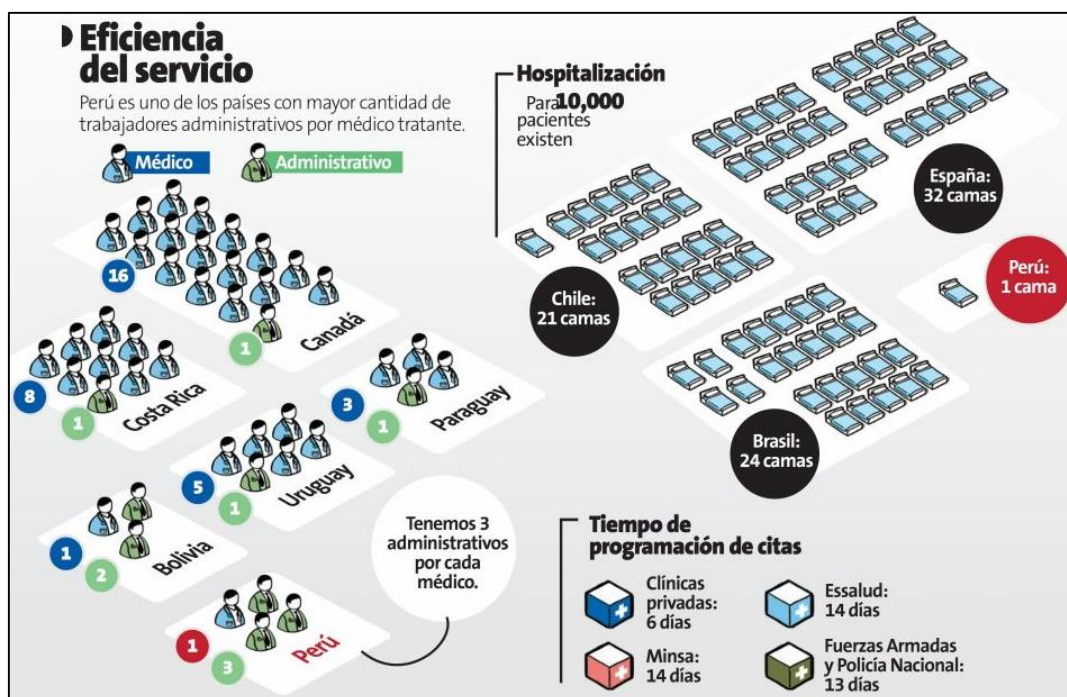 Eficiencia
del servicio
Perú es uno de los países con mayor cantidad de
trabajadores administrativos por médico tratante.
Médico
Administrativo
16
1
Canadá
8
1
Costa Rica
3
1
Paraguay
5
1
Uruguay
1
2
Bolivia
1
3
Perú
Tenemos 3
administrativos
por cada
médico.
Hospitalización
Para 10,000
pacientes
existen
España:
32 camas
Perú:
1 cama
Chile:
21 camas
Brasil:
24 camas
Tiempo de
programación de citas
Clínicas
privadas:
6 días
Essalud:
14 días
Minsa:
14 días
Fuerzas Armadas
y Policía Nacional:
13 días